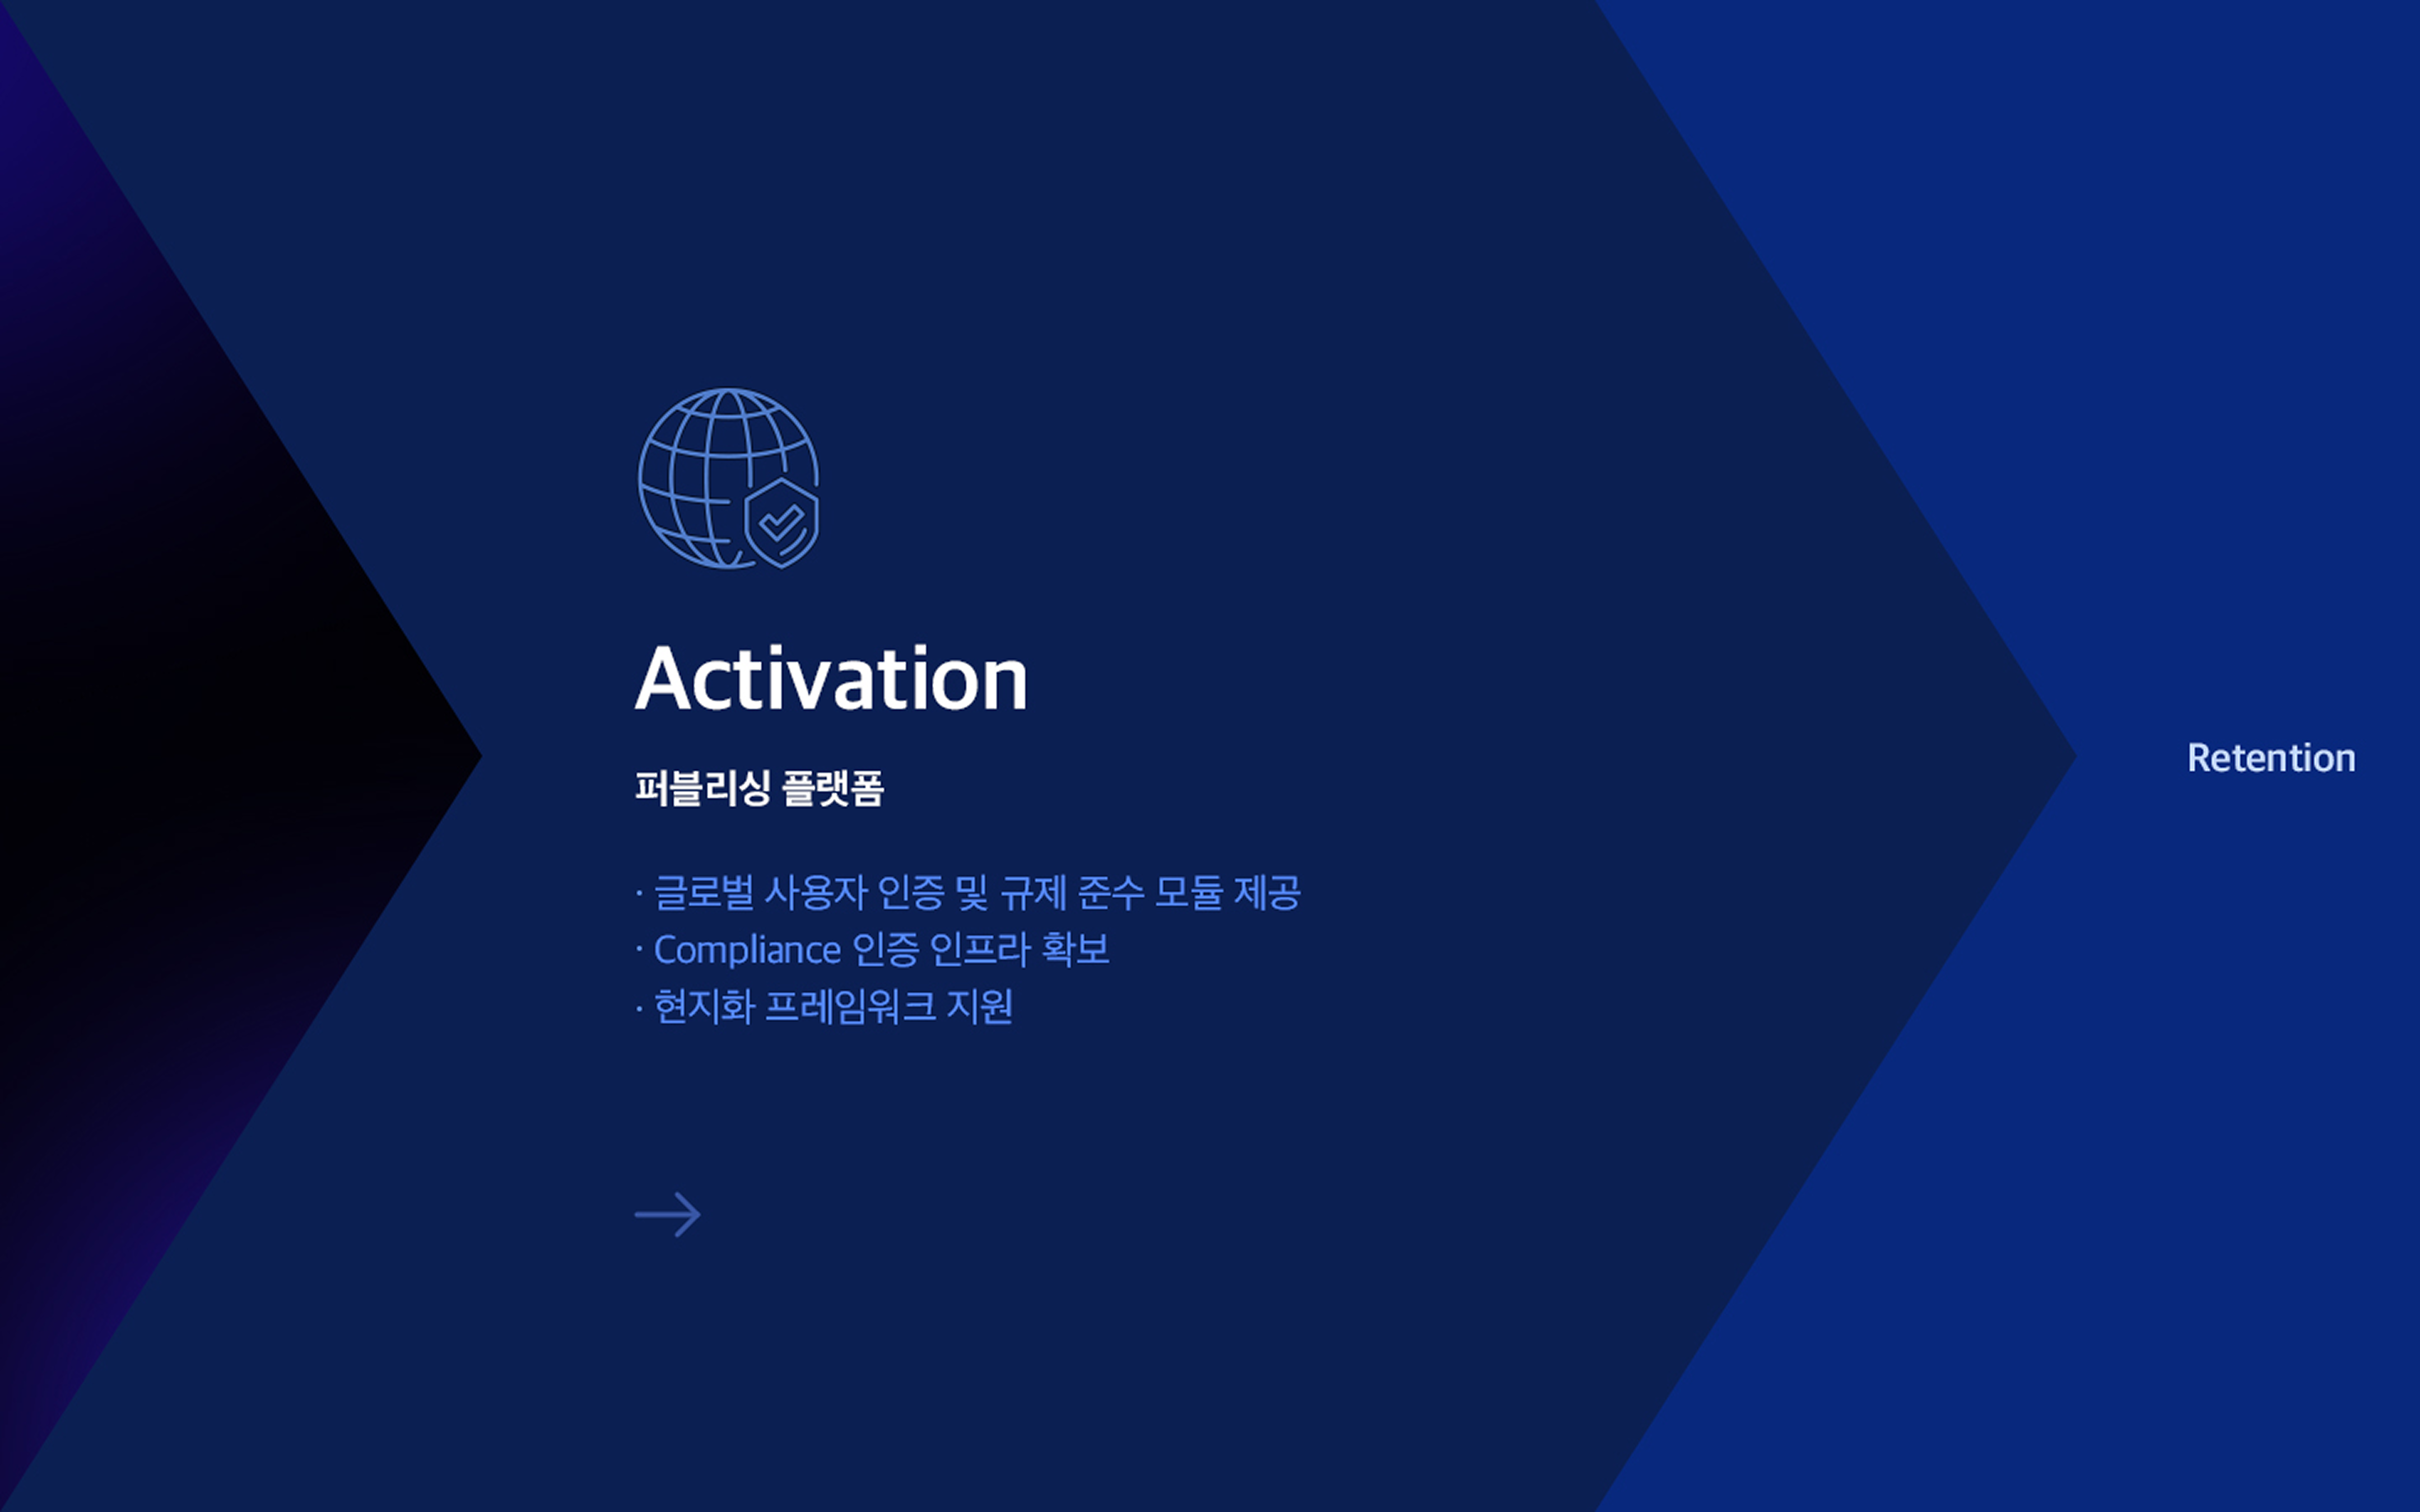 Activation
퍼블리싱 플랫폼
· 글로벌 사용자 인증 및 규제 준수 모듈 제공
· Compliance 인증 인프라 확보
· 현지화 프레임워크 지원
Retention